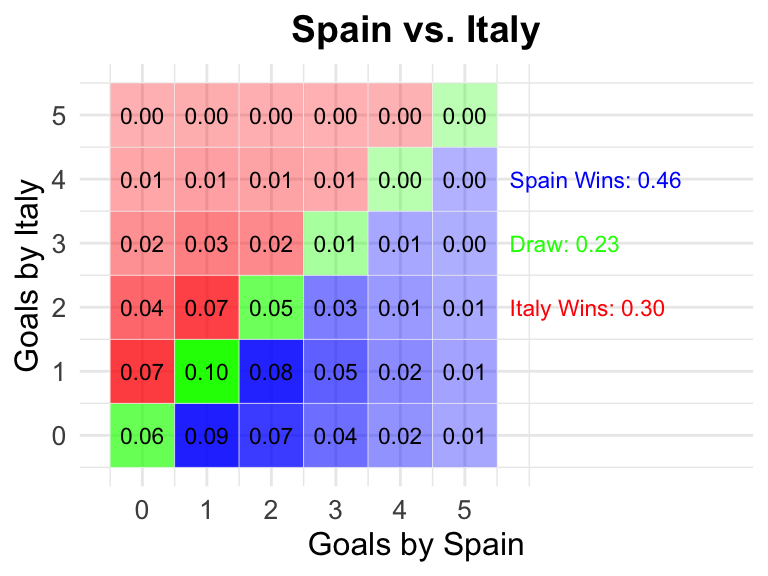 Spain vs. Italy
Goals by Italy
5 0.00 0.00 0.00 0.00 0.00 0.00
4 0.01 0.01 0.01 0.01 0.00 0.00 Spain Wins: 0.46
3 0.02 0.03 0.02 0.01 0.01 0.00 Draw: 0.23
2 0.04 0.07 0.05 0.03 0.01 0.01 Italy Wins: 0.30
1 0.07 0.10 0.08 0.05 0.02 0.01
0 0.06 0.09 0.07 0.04 0.02 0.01
0 1 2 3 4 5
Goals by Spain